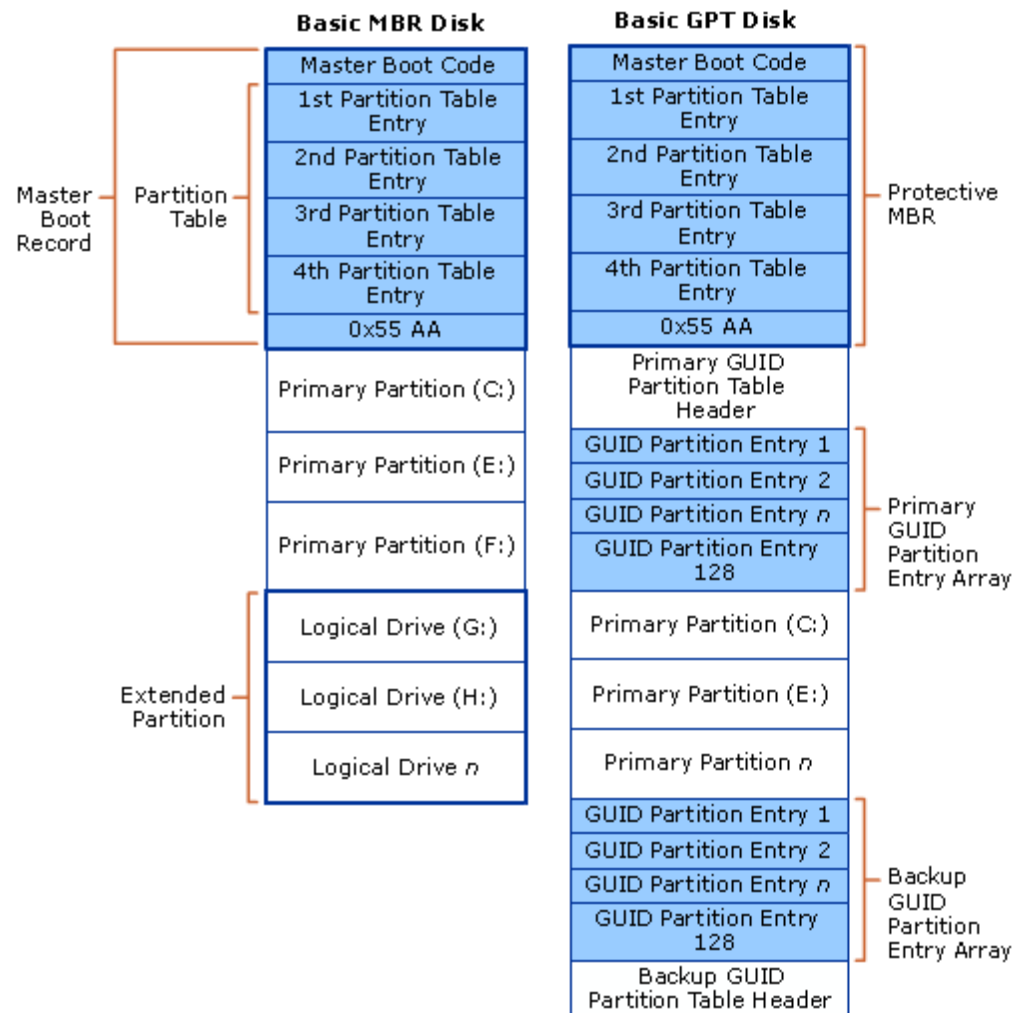 Basic MBR Disk
Master Boot Code
1st Partition Table
Entry
2nd Partition Table
Entry
3rd Partition Table
Entry
4th Partition Table
Entry
0x55 AA
Master
Boot
Record
Partition
Table
Primary Partition (C:)
Primary Partition (E:)
Primary Partition (F:)
Logical Drive (G:)
Logical Drive (H:)
Logical Drive n
Extended
Partition
Basic GPT Disk
Master Boot Code
1st Partition Table
Entry
2nd Partition Table
Entry
3rd Partition Table
Entry
4th Partition Table
Entry
0x55 AA
Protective
MBR
Primary GUID
Partition Table
Header
GUID Partition Entry 1
GUID Partition Entry 2
GUID Partition Entry n
GUID Partition Entry
128
Primary
GUID
Partition
Entry Array
Primary Partition (C:)
Primary Partition (E:)
Primary Partition n
GUID Partition Entry 1
GUID Partition Entry 2
GUID Partition Entry n
GUID Partition Entry
128
Backup
GUID
Partition
Entry Array
Backup GUID
Partition Table Header